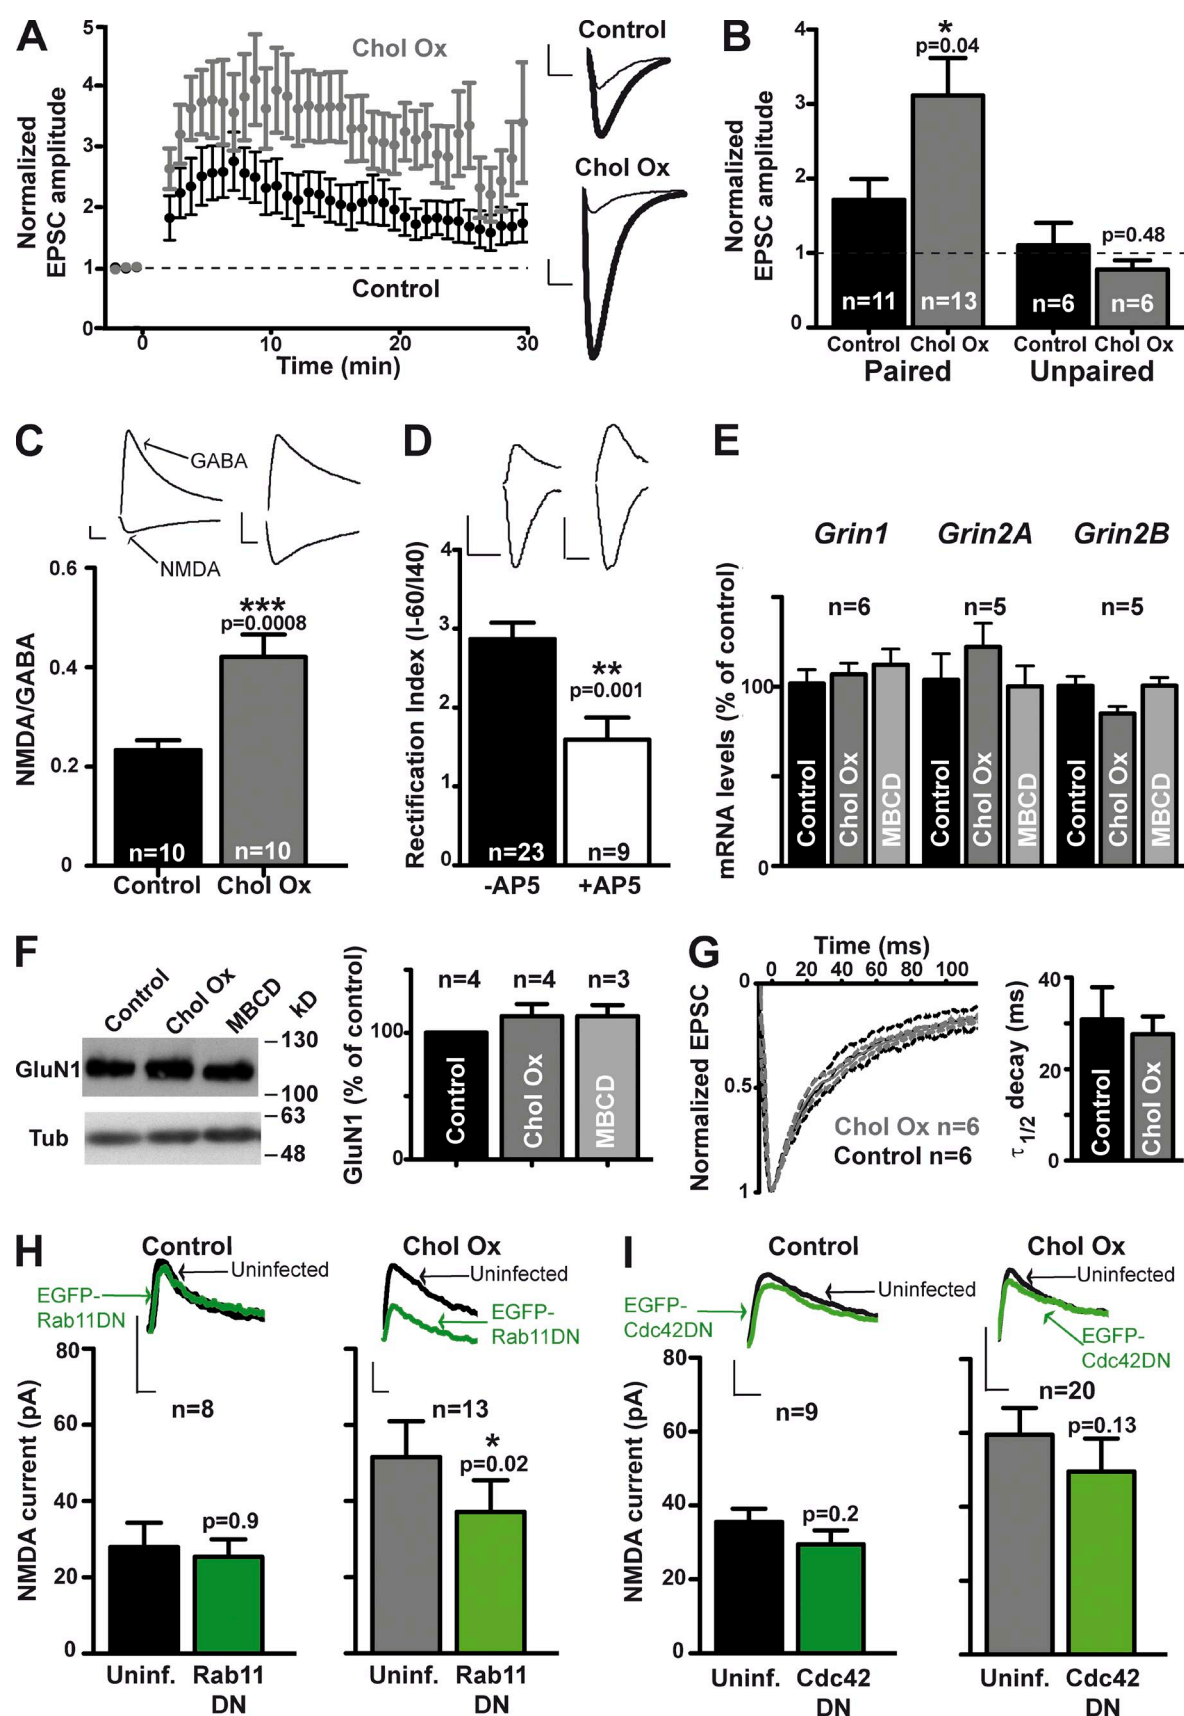 A
Normalized
EPSC amplitude
5
4
3
2
1
0
Chol Ox
Control
0
10
20
30
Time (min)
Control
Chol Ox
B
Normalized
EPSC amplitude
4
3
2
1
0
*
p=0.04
p=0.48
n=11
n=13
n=6
n=6
Control
Chol Ox
Control
Chol Ox
Paired
Unpaired
C
GABA
NMDA
NMDA/GABA
0.6
0.4
0.2
0
***
p=0.0008
n=10
n=10
Control
Chol Ox
D
Rectification Index (I-60/I40)
4
3
2
1
0
**
p=0.001
n=23
n=9
-AP5
+AP5
E
Grin1
Grin2A
Grin2B
mRNA levels (% of control)
100
0
n=6
n=5
n=5
Control
Chol Ox
MBCD
Control
Chol Ox
MBCD
Control
Chol Ox
MBCD
F
Control
Chol Ox
MBCD
kD
GluN1
Tub
–130
–100
–63
–48
GluN1 (% of control)
100
0
n=4
n=4
n=3
Control
Chol Ox
MBCD
G
Time (ms)
0
20
40
60
80
100
Normalized EPSC
0
0.5
1
Chol Ox n=6
Control n=6
τ1/2 decay (ms)
40
20
0
Control
Chol Ox
H
Control
Uninfected
EGFP-
Rab11DN
n=8
NMDA current (pA)
80
60
40
20
0
p=0.9
Uninf.
Rab11
DN
Chol Ox
Uninfected
EGFP-
Rab11DN
n=13
*
p=0.02
Uninf.
Rab11
DN
I
Control
Uninfected
EGFP-
Cdc42DN
n=9
NMDA current (pA)
80
60
40
20
0
p=0.2
Uninf.
Cdc42
DN
Chol Ox
Uninfected
EGFP-
Cdc42DN
n=20
p=0.13
Uninf.
Cdc42
DN